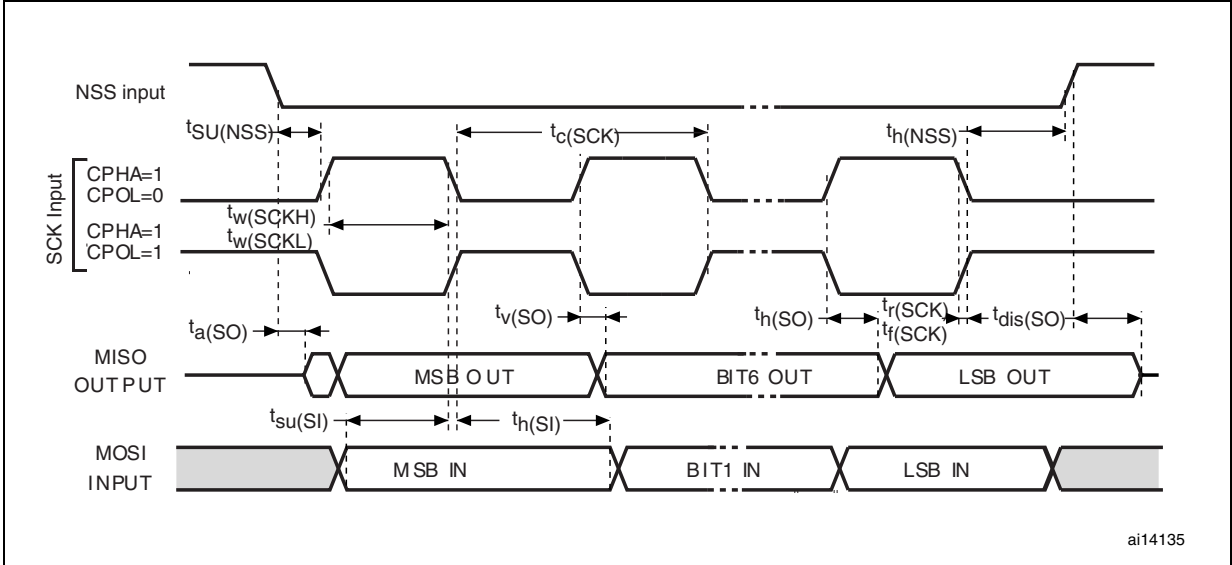 NSS input
tSU(NSS)
tc(SCK)
th(NSS)
SCK Input
CPHA=1
CPOL=0
tw(SCKH)
tw(SCKL)
CPHA=1
CPOL=1
ta(SO)
tv(SO)
th(SO)
tr(SCK)
tf(SCK)
tdis(SO)
MISO
OUTPUT
MSB OUT
BIT6 OUT
LSB OUT
tsu(SI)
th(SI)
MOSI
INPUT
MSB IN
BIT1 IN
LSB IN
ai14135